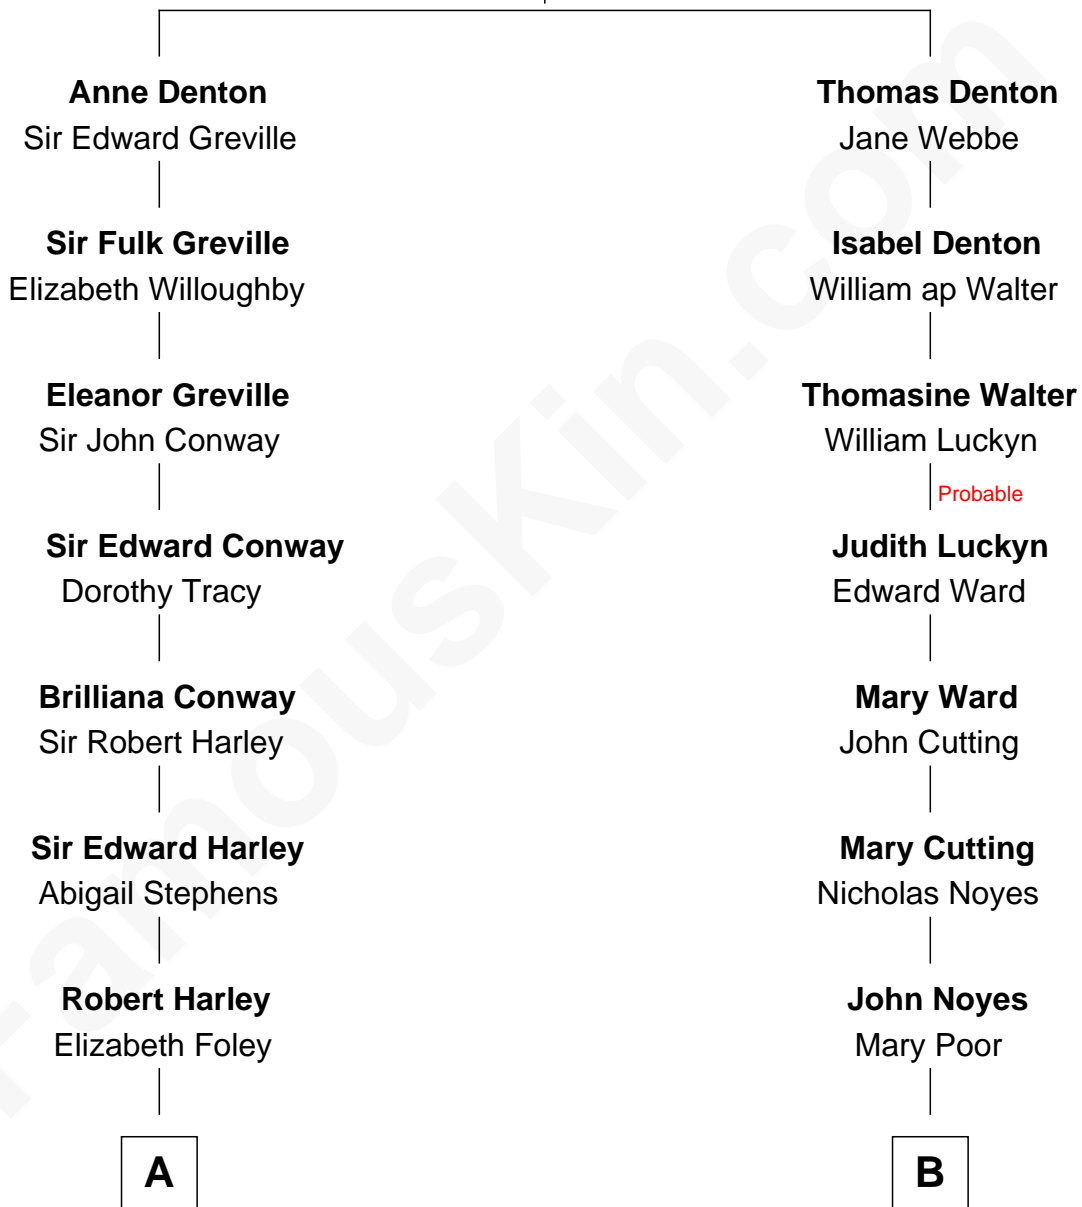 Anne Denton
Sir Edward Greville
Sir Fulk Greville
Elizabeth Willoughby
Eleanor Greville
Sir John Conway
Sir Edward Conway
Dorothy Tracy
Brilliana Conway
Sir Robert Harley
Sir Edward Harley
Abigail Stephens
Robert Harley
Elizabeth Foley
A
Thomas Denton
Jane Webbe
Isabel Denton
William ap Walter
Thomasine Walter
William Luckyn
Probable
Judith Luckyn
Edward Ward
Mary Ward
John Cutting
Mary Cutting
Nicholas Noyes
John Noyes
Mary Poor
B
FamousKin.com